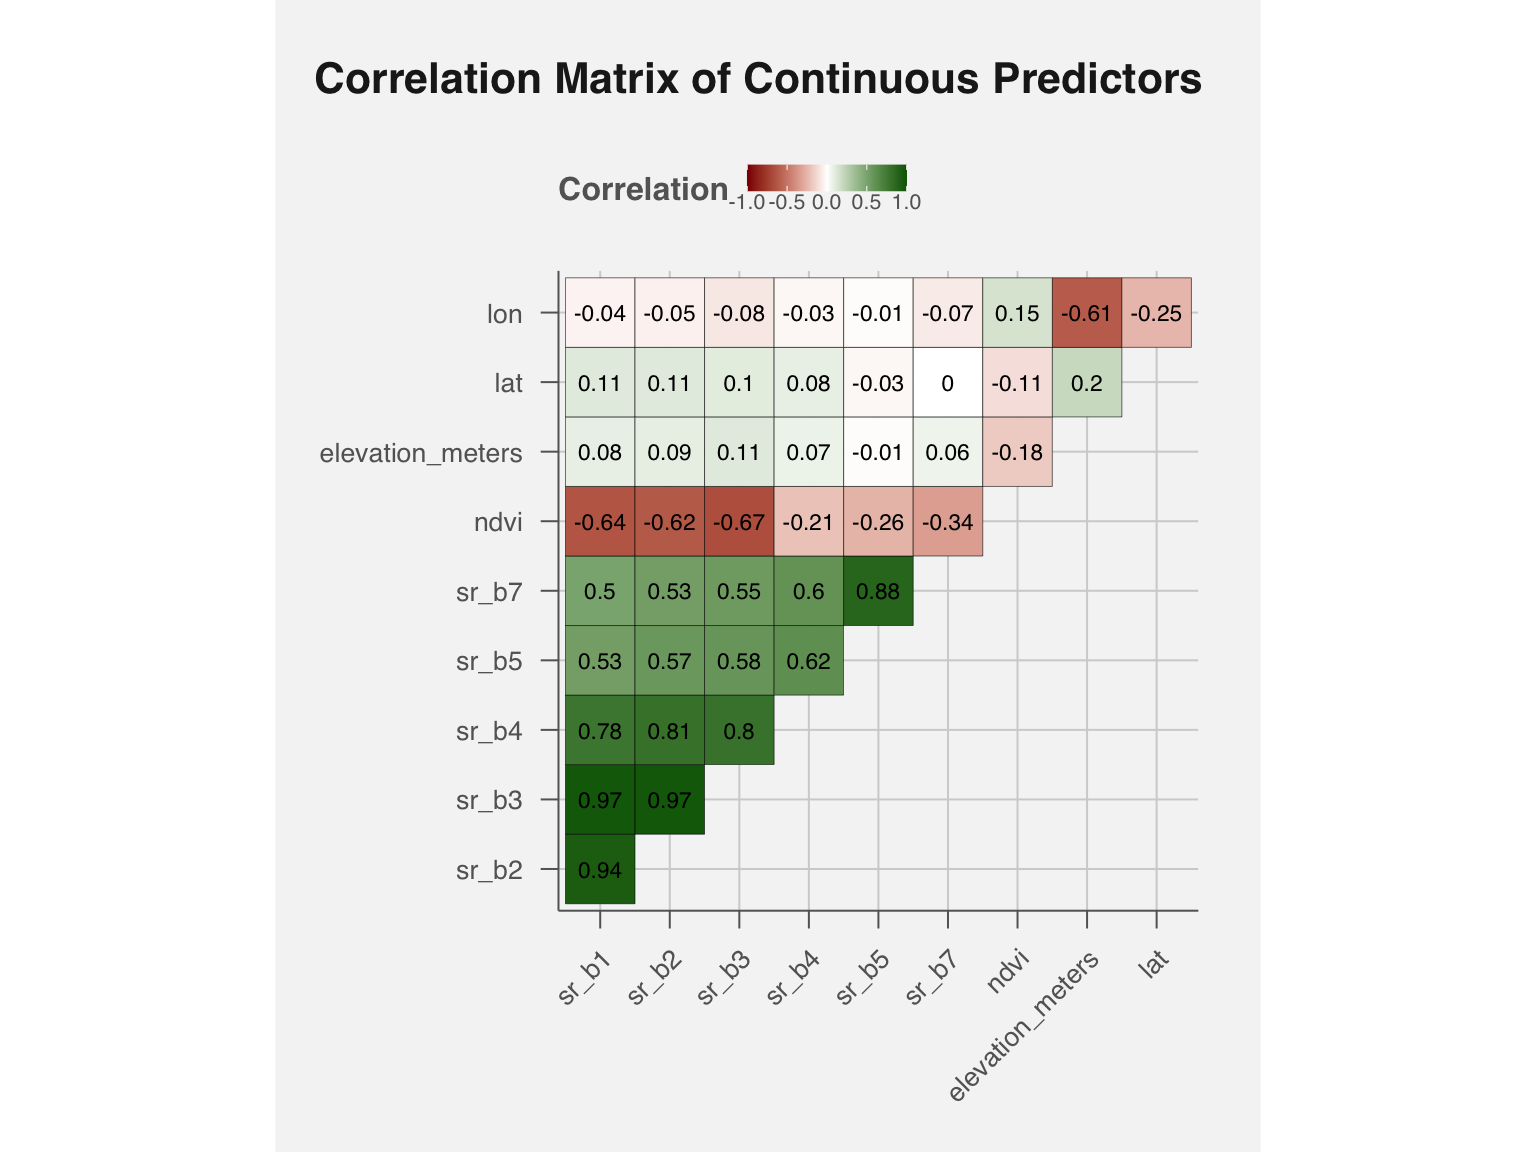 Correlation Matrix of Continuous Predictors
Correlation
-1.0 -0.5 0.0 0.5 1.0
lon -0.04 -0.05 -0.08 -0.03 -0.01 -0.07 0.15 -0.61 -0.25
lat 0.11 0.11 0.1 0.08 -0.03 0 -0.11 0.2
elevation_meters 0.08 0.09 0.11 0.07 -0.01 0.06 -0.18
ndvi -0.64 -0.62 -0.67 -0.21 -0.26 -0.34
sr_b7 0.5 0.53 0.55 0.6 0.88
sr_b5 0.53 0.57 0.58 0.62
sr_b4 0.78 0.81 0.8
sr_b3 0.97 0.97
sr_b2 0.94
sr_b1 sr_b2 sr_b3 sr_b4 sr_b5 sr_b7 ndvi elevation_meters lat